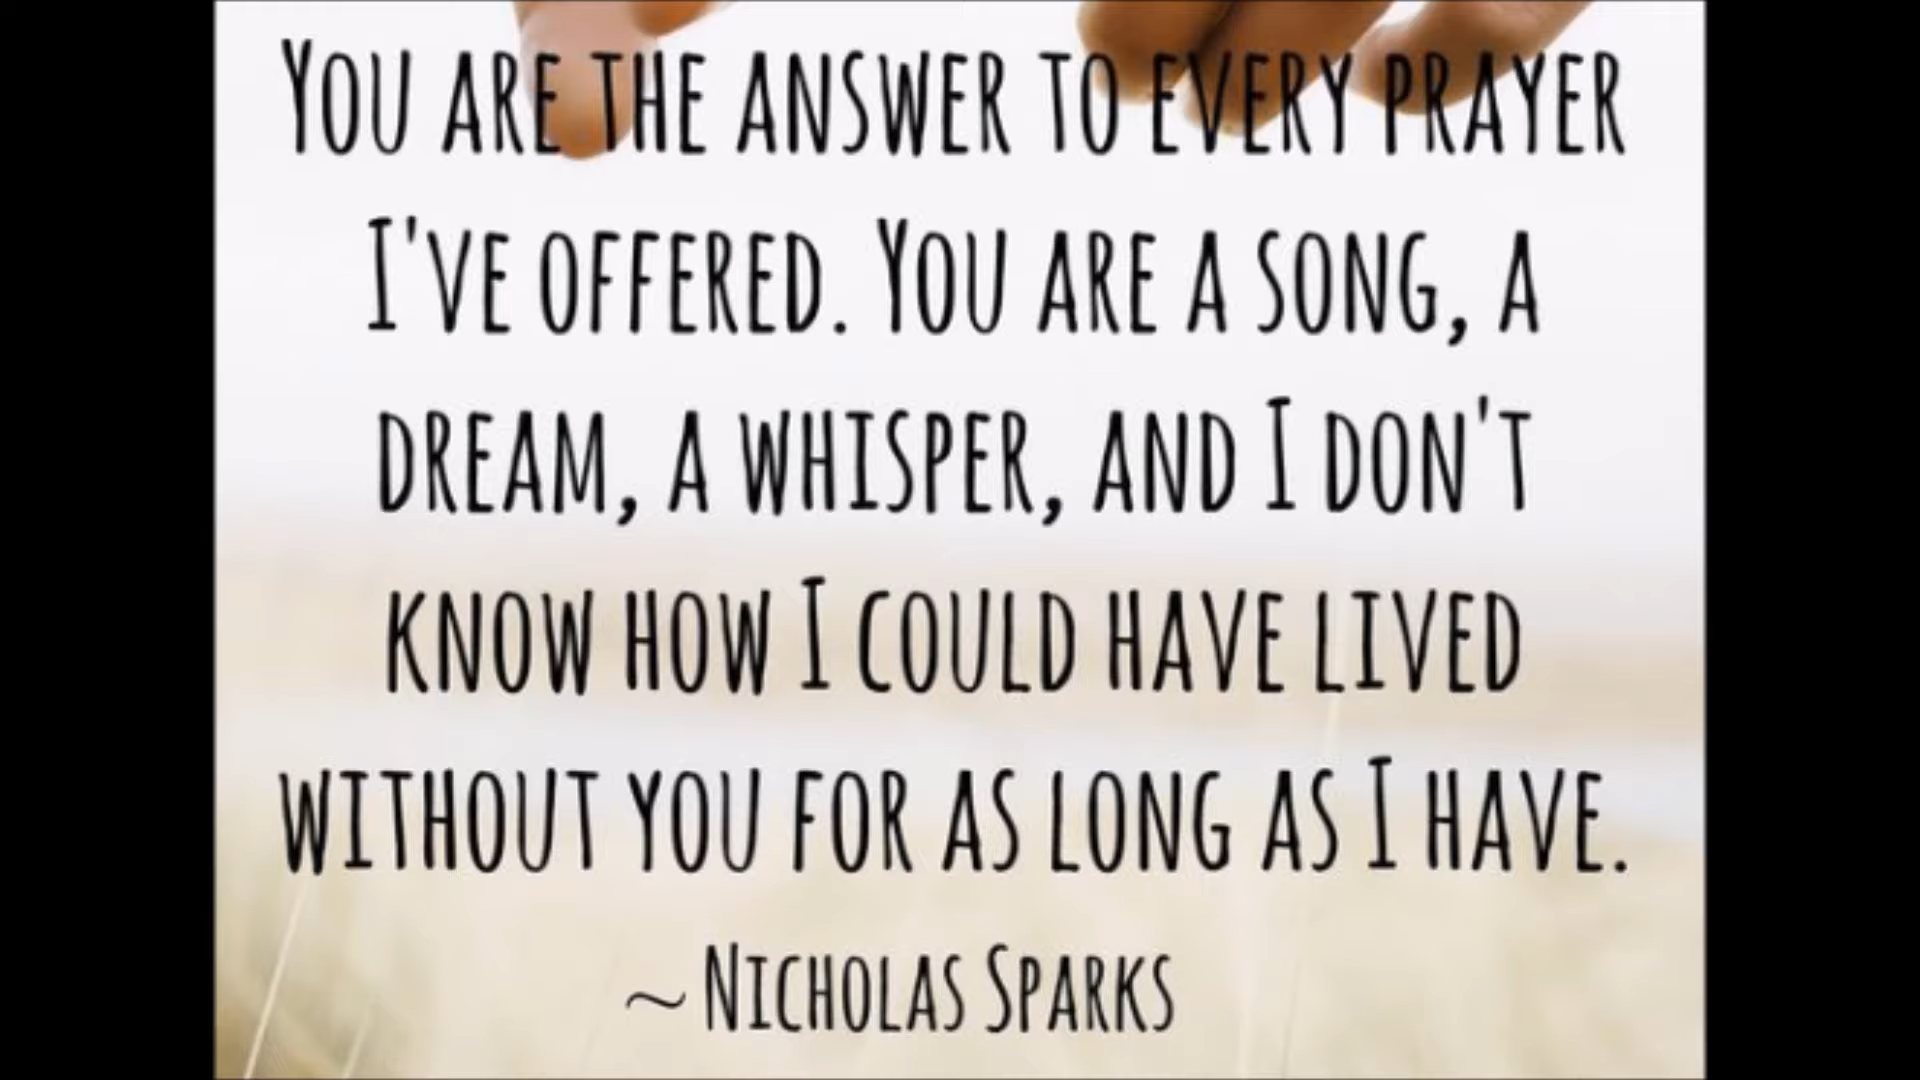 You are the answer to every prayer
I've offered. You are a song, a
dream, a whisper, and I don't
know how I could have lived
without you for as long as I have.
~ Nicholas Sparks